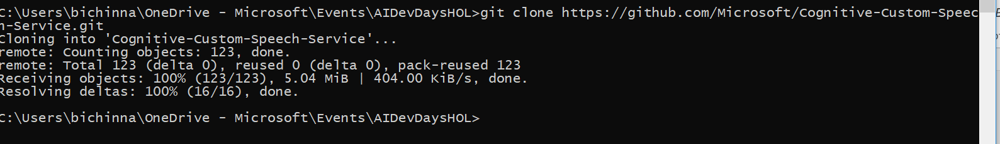 C:\Users\bichinna\OneDrive - Microsoft\Events\AIDevDaysHOL>git clone https://github.com/Microsoft/Cognitive-Custom-Speec
h-Service.git
Cloning into 'Cognitive-Custom-Speech-Service'...
remote: Counting objects: 123, done.
remote: Total 123 (delta 0), reused 0 (delta 0), pack-reused 123
Receiving objects: 100% (123/123), 5.04 MiB | 404.00 KiB/s, done.
Resolving deltas: 100% (16/16), done.
C:\Users\bichinna\OneDrive - Microsoft\Events\AIDevDaysHOL>